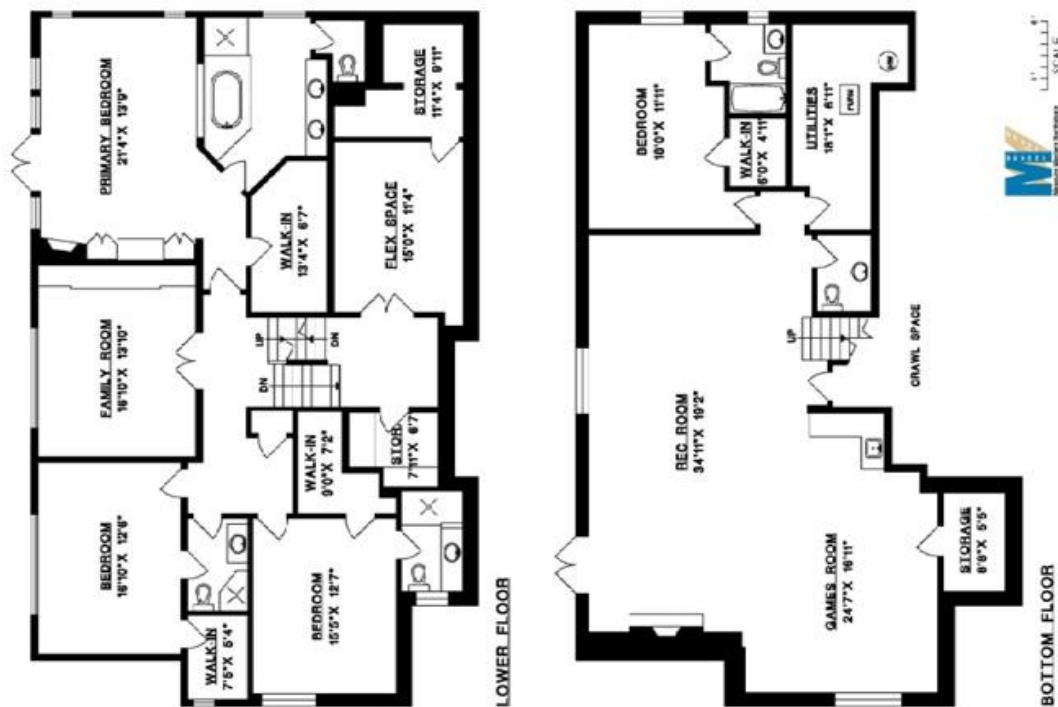 PRIMARY BEDROOM
21'4"X 13'9"
FAMILY ROOM
16'10"X 13'10"
BEDROOM
16'10"X 12'6"
WALK-IN
7'5"X 5'4"
WALK-IN
13'4"X 6'7"
UP
DN
DN
WALK-IN
9'0"X 7'2"
BEDROOM
15'5"X 12'7"
STORAGE
11'4"X 9'11"
FLEX SPACE
15'0"X 11'4"
STOR.
7'11"X 6'7"
LOWER FLOOR
BEDROOM
18'0"X 11'11"
WALK-IN
6'0"X 4'11"
UTILITIES
18'1"X 6'11"
FURN
HW
REC ROOM
34'11"X 19'2"
UP
CRAWL SPACE
GAMES ROOM
24'7"X 16'11"
STORAGE
8'8"X 5'5"
BOTTOM FLOOR
SCALE